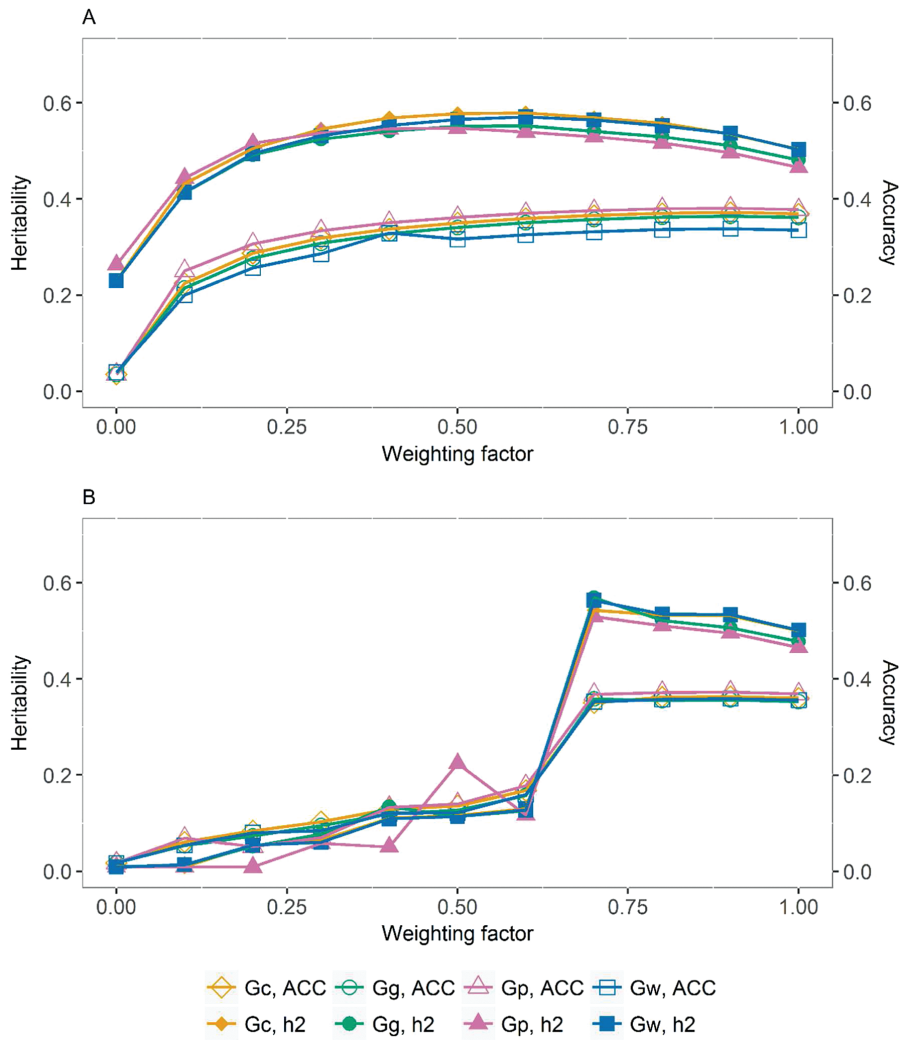 A
0.6 0.6
0.4 0.4
Heritability Accuracy
0.2 0.2
0.0 0.0
0.00 0.25 0.50 0.75 1.00
Weighting factor
B
0.6 0.6
0.4 0.4
Heritability Accuracy
0.2 0.2
0.0 0.0
0.00 0.25 0.50 0.75 1.00
Weighting factor
Gc, ACC Gg, ACC Gp, ACC Gw, ACC
Gc, h2 Gg, h2 Gp, h2 Gw, h2